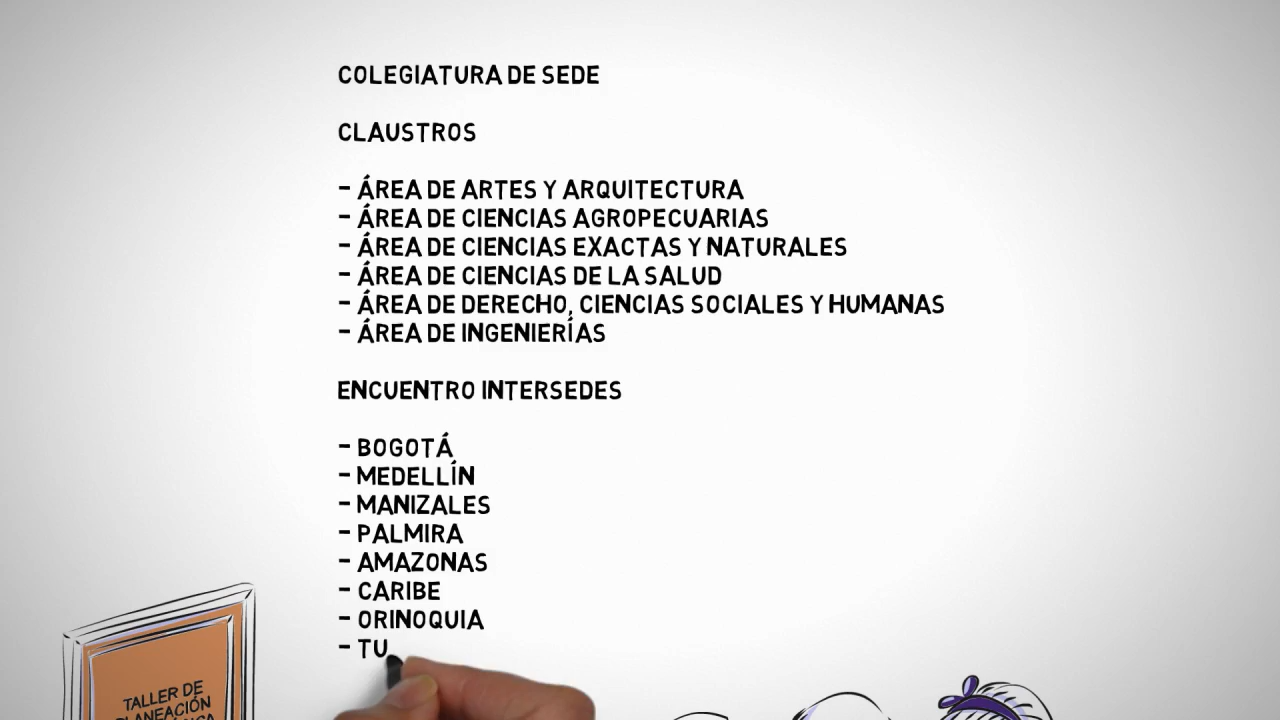 COLEGIATURA DE SEDE
CLAUSTROS
- ÁREA DE ARTES Y ARQUITECTURA
- ÁREA DE CIENCIAS AGROPECUARIAS
- ÁREA DE CIENCIAS EXACTAS Y NATURALES
- ÁREA DE CIENCIAS DE LA SALUD
- ÁREA DE DERECHO, CIENCIAS SOCIALES Y HUMANAS
- ÁREA DE INGENIERÍAS
ENCUENTRO INTERSEDES
- BOGOTÁ
- MEDELLÍN
- MANIZALES
- PALMIRA
- AMAZONAS
- CARIBE
- ORINOQUIA
- TU
TALLER DE
PLANEACIÓN